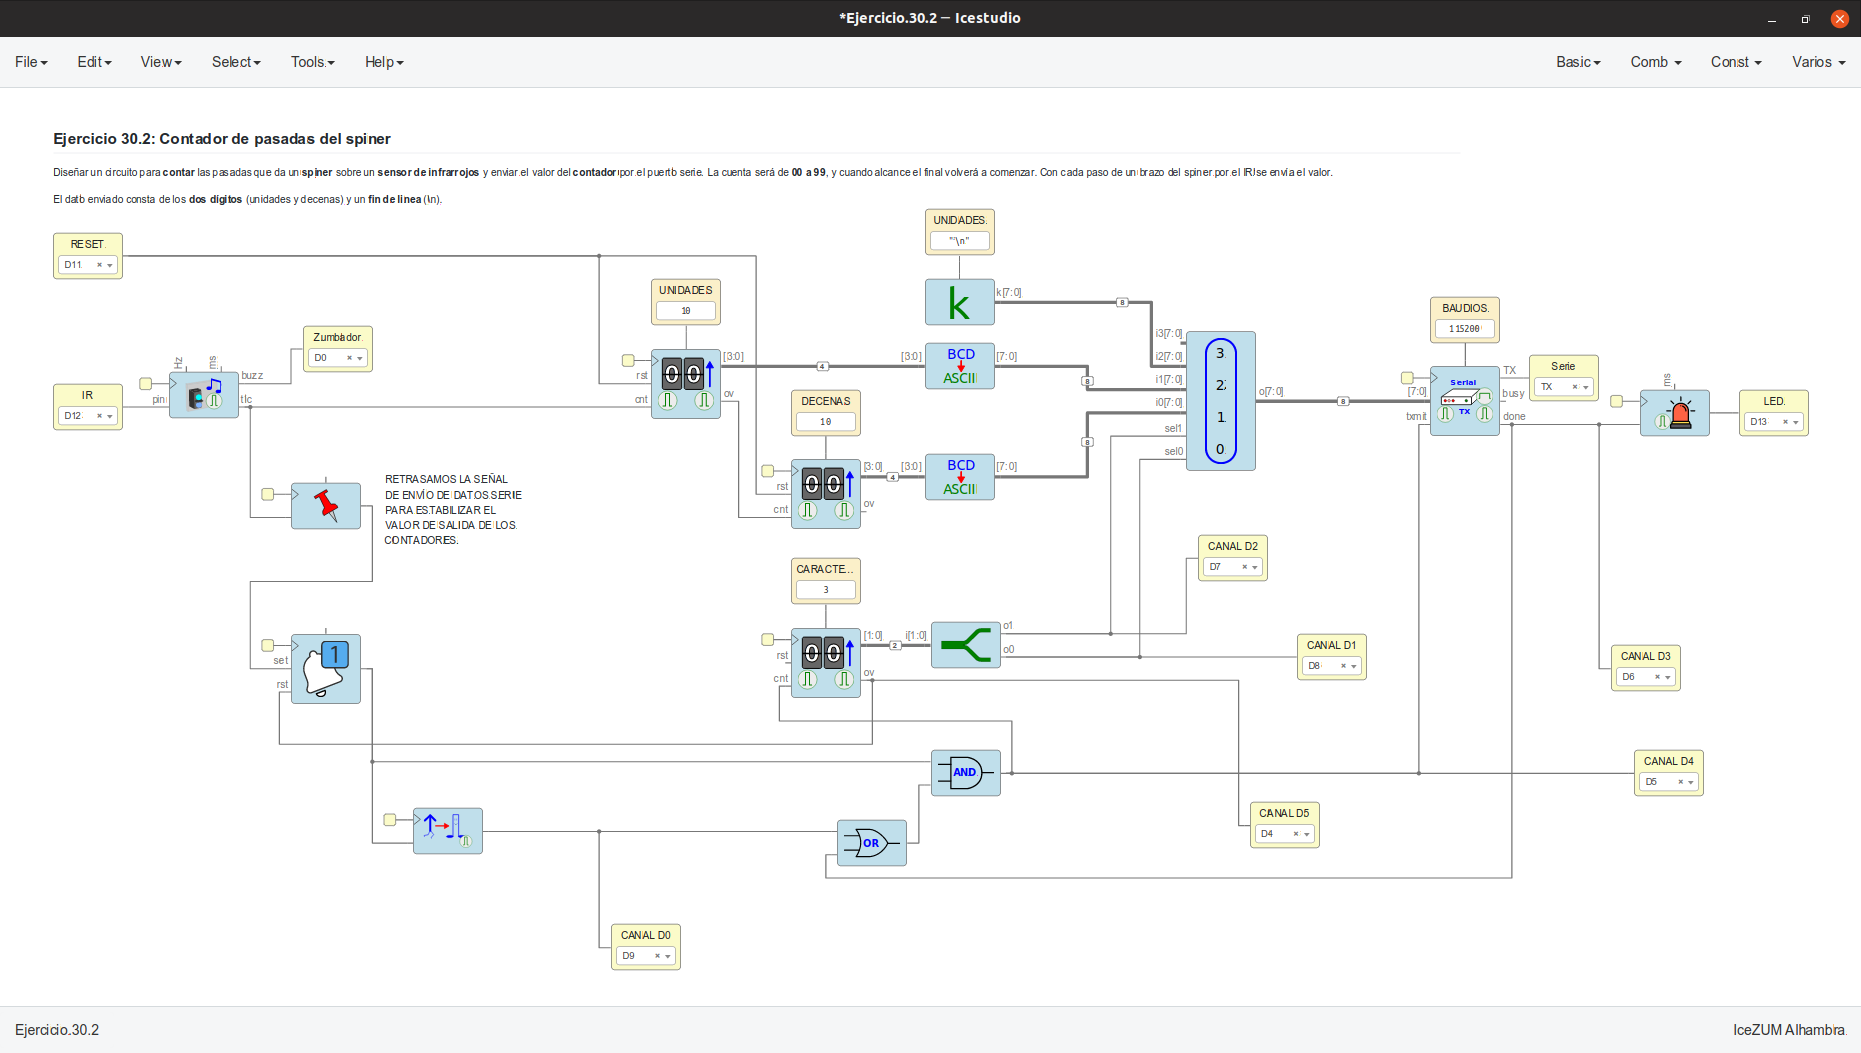 *Ejercicio.30.2 — Icestudio
File Edit View Select Tools Help Basic Comb Const Varios
Ejercicio 30.2: Contador de pasadas del spiner
Diseñar un circuito para contar las pasadas que da un spiner sobre un sensor de infrarrojos y enviar el valor del contador por el puerto serie. La cuenta será de 00 a 99, y cuando alcance el final volverá a comenzar. Con cada paso de un brazo del spiner por el IR se envía el valor.
El dato enviado consta de los dos dígitos (unidades y decenas) y un fin de linea (\n).
RESET
D11
IR
D12
Hz
ms
pin
buzz
tic
Zumbador
D0
UNIDADES
10
rst
cnt
[3:0]
ov
4
DECENAS
10
rst
cnt
[3:0]
ov
4
UNIDADES
"\n"
k
k[7:0]
8
[3:0]
BCD
ASCII
[7:0]
8
[3:0]
BCD
ASCII
[7:0]
8
i3[7:0]
i2[7:0]
i1[7:0]
i0[7:0]
sel1
sel0
3
2
1
0
o[7:0]
8
BAUDIOS
115200
[7:0]
txmit
Serial
TX
TX
busy
done
Serie
TX
ms
LED
D13
RETRASAMOS LA SEÑAL
DE ENVÍO DE DATOS SERIE
PARA ESTABILIZAR EL
VALOR DE SALIDA DE LOS
CONTADORES.
CARACTE...
3
rst
cnt
[1:0]
ov
2
i[1:0]
o1
o0
CANAL D2
D7
CANAL D1
D8
CANAL D3
D6
set
rst
1
AND
CANAL D4
D5
OR
CANAL D5
D4
CANAL D0
D9
Ejercicio.30.2
IceZUM Alhambra